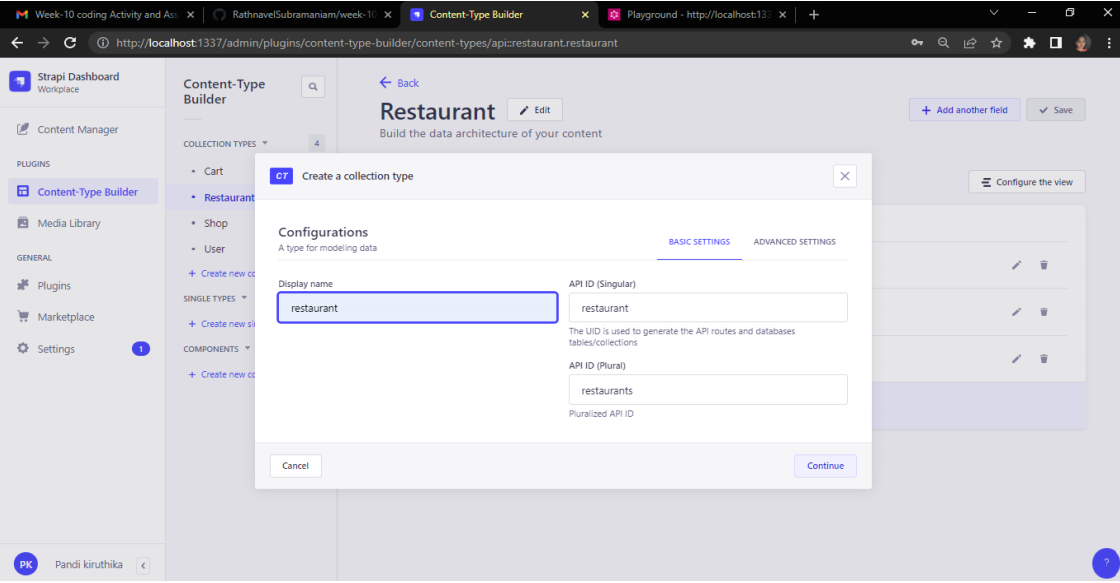 Week-10 coding Activity and Ass
RathnavelSubramaniam/week-10
Content-Type Builder
Playground - http://localhost:133
http://localhost:1337/admin/plugins/content-type-builder/content-types/api::restaurant.restaurant
Strapi Dashboard
Workplace
Content Manager
PLUGINS
Content-Type Builder
Media Library
GENERAL
Plugins
Marketplace
Settings
1
PK
Pandi kiruthika
Content-Type
Builder
COLLECTION TYPES
4
Cart
Restaurant
Shop
User
+ Create new co
SINGLE TYPES
+ Create new si
COMPONENTS
+ Create new co
Back
Restaurant
Edit
Build the data architecture of your content
+ Add another field
Save
Configure the view
CT
Create a collection type
Configurations
A type for modeling data
BASIC SETTINGS
ADVANCED SETTINGS
Display name
restaurant
API ID (Singular)
restaurant
The UID is used to generate the API routes and databases
tables/collections
API ID (Plural)
restaurants
Pluralized API ID
Cancel
Continue
?